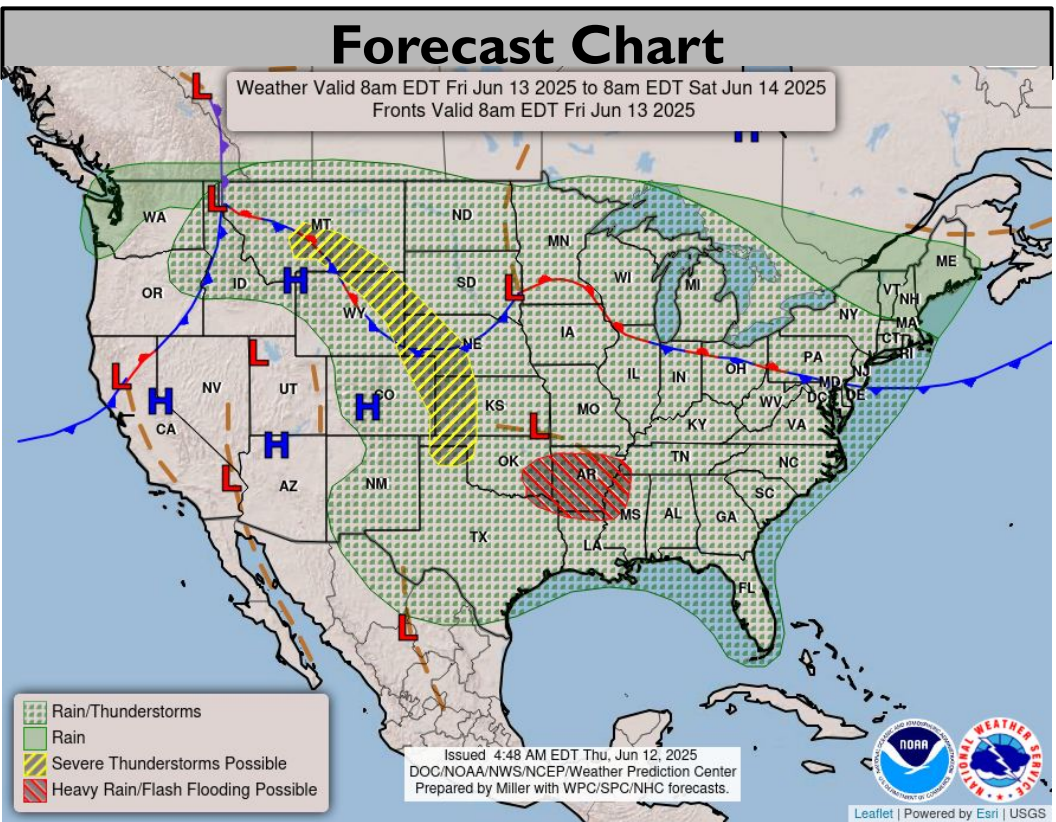 Forecast Chart
Weather Valid 8am EDT Fri Jun 13 2025 to 8am EDT Sat Jun 14 2025
Fronts Valid 8am EDT Fri Jun 13 2025
L
H
L
WA
MT
ND
MN
ME
H
ID
SD
L
WI
MI
VT
NH
OR
WY
NY
MA
NE
IA
CT
RI
L
L
UT
PA
NJ
OH
IL
IN
MD
DE
DC
NV
H
H
CO
KS
MO
WV
VA
CA
L
KY
H
OK
TN
NC
L
AZ
NM
AR
SC
MS
AL
GA
TX
LA
FL
L
Rain/Thunderstorms
Rain
Severe Thunderstorms Possible
Heavy Rain/Flash Flooding Possible
Issued 4:48 AM EDT Thu, Jun 12, 2025
DOC/NOAA/NWS/NCEP/Weather Prediction Center
Prepared by Miller with WPC/SPC/NHC forecasts.
NOAA
NATIONAL WEATHER SERVICE
Leaflet | Powered by Esri | USGS